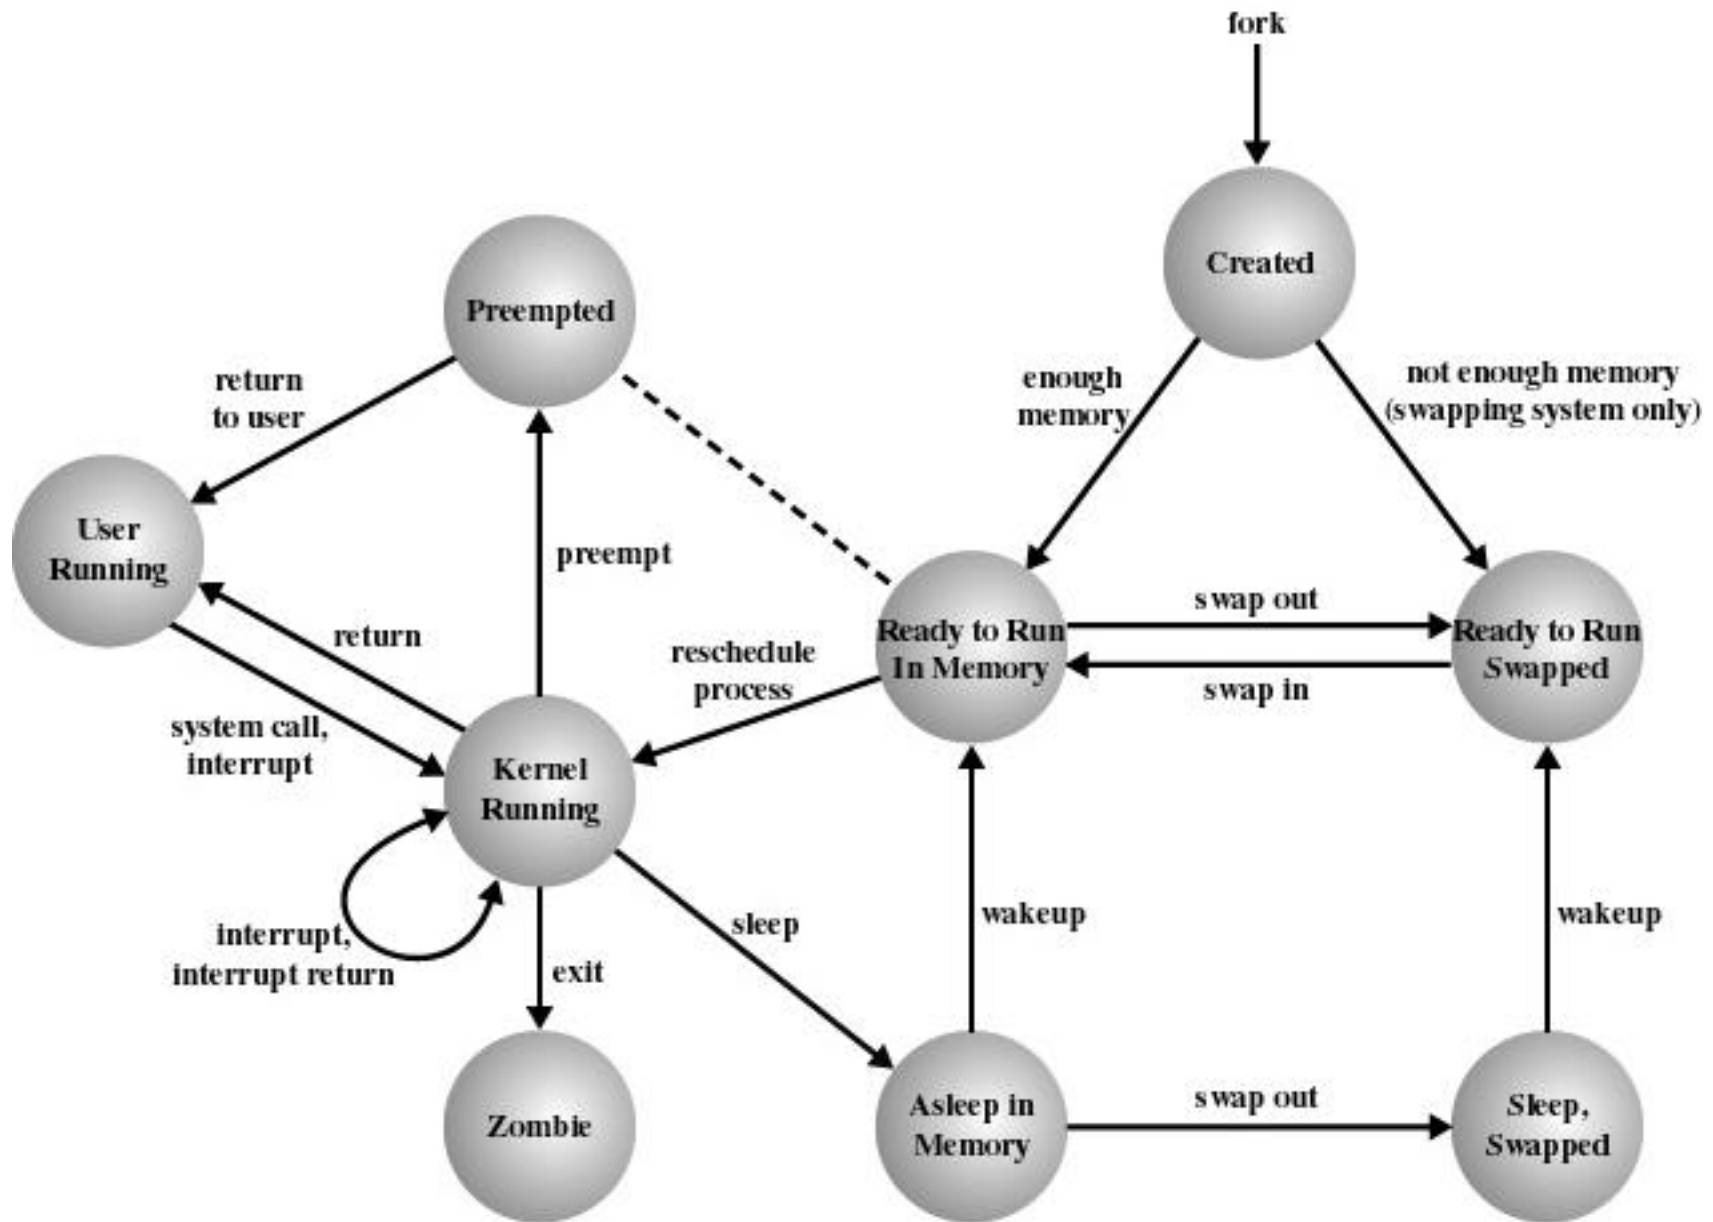 fork
Created
Preempted
return
to user
enough
memory
not enough memory
(swapping system only)
User
Running
preempt
swap out
Ready to Run
In Memory
Ready to Run
Swapped
return
reschedule
process
swap in
system call,
interrupt
Kernel
Running
interrupt,
interrupt return
sleep
wakeup
wakeup
exit
Zombie
Asleep in
Memory
swap out
Sleep,
Swapped